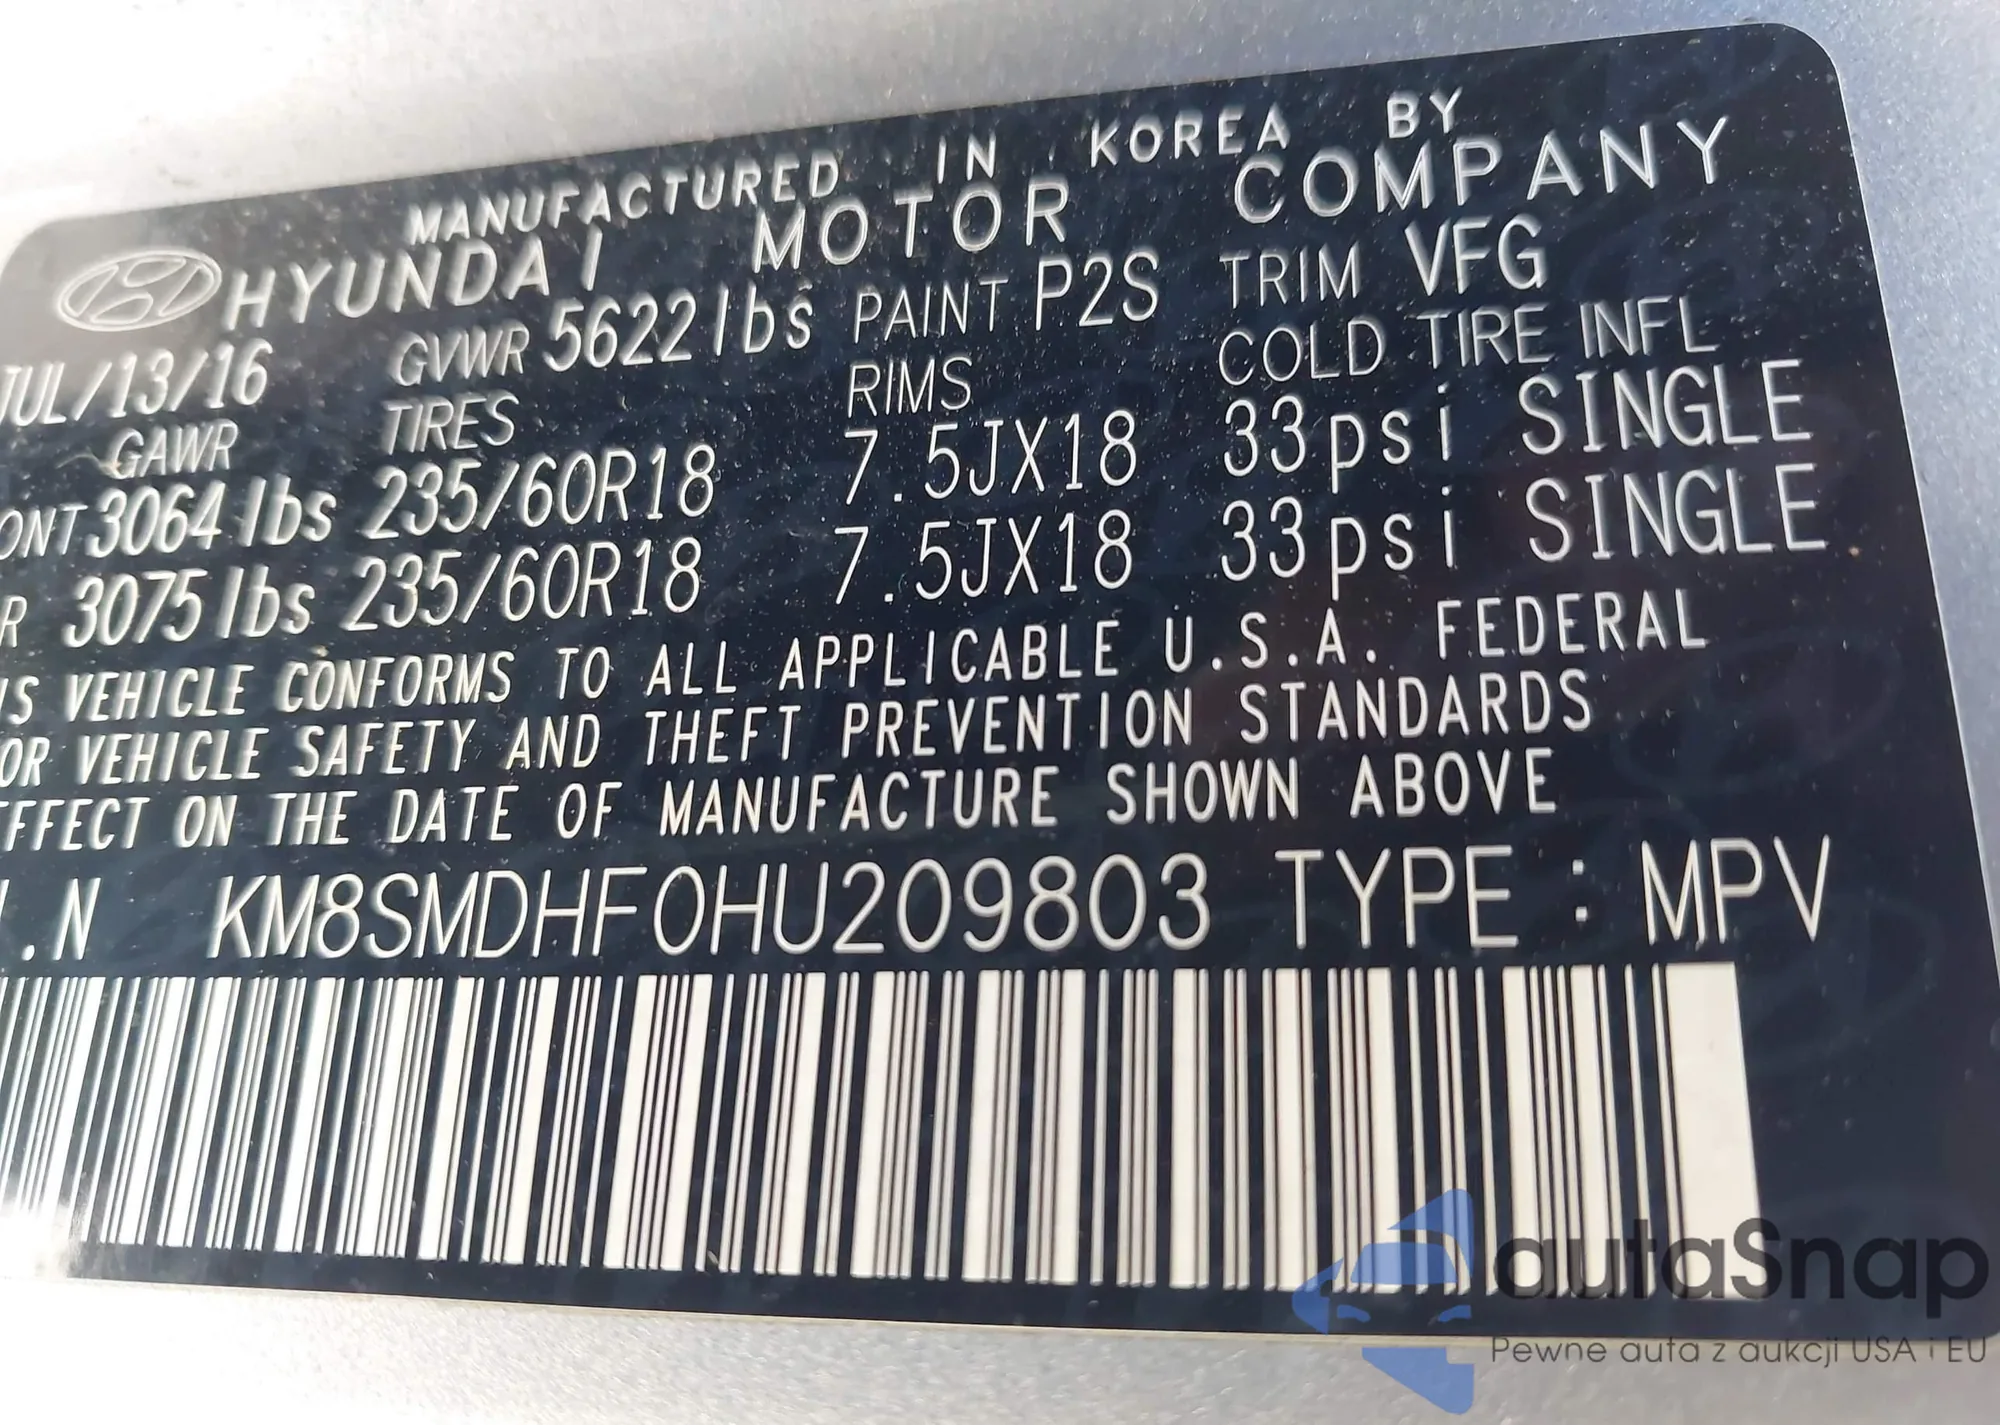 MANUFACTURED IN KOREA BY
HYUNDAI MOTOR COMPANY
JUL/13/16 GVWR 5622lbs PAINT P2S TRIM VFG
GAWR TIRES RIMS COLD TIRE INFL
ONT 3064lbs 235/60R18 7.5JX18 33psi SINGLE
R 3075lbs 235/60R18 7.5JX18 33psi SINGLE
IS VEHICLE CONFORMS TO ALL APPLICABLE U.S.A. FEDERAL
OR VEHICLE SAFETY AND THEFT PREVENTION STANDARDS
FFECT ON THE DATE OF MANUFACTURE SHOWN ABOVE
I.N KM8SMDHF0HU209803 TYPE : MPV
autaSnap
Pewne auta z aukcji USA i EU